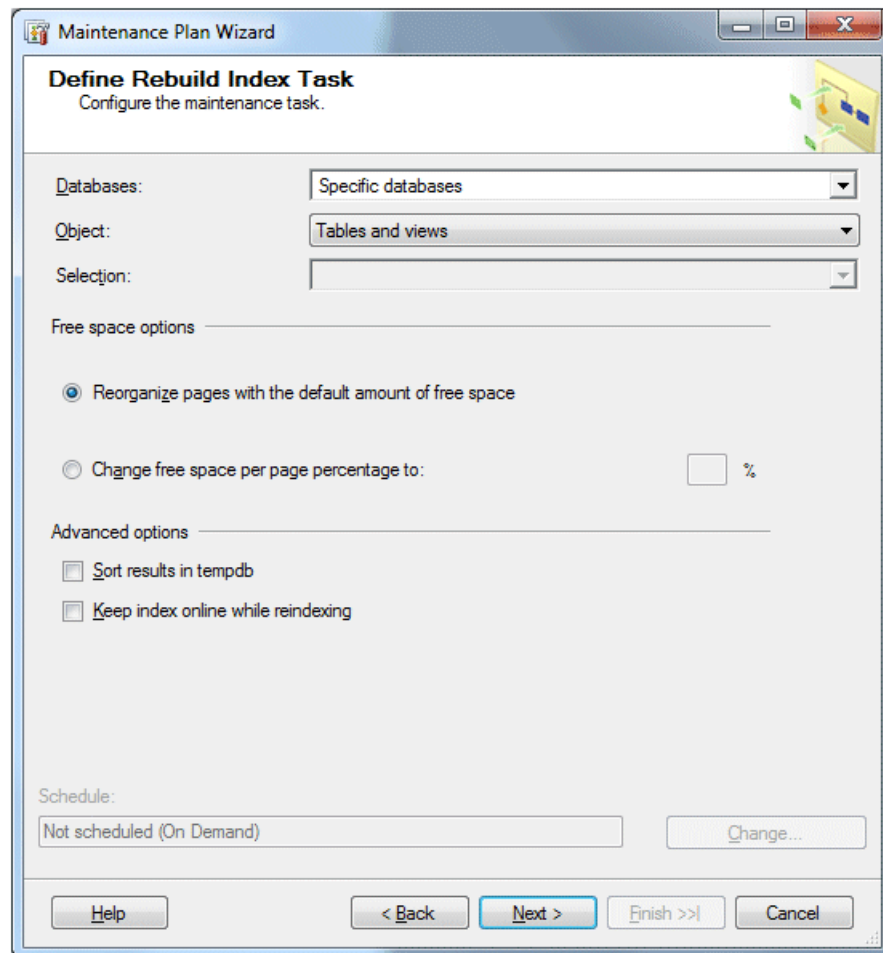 Maintenance Plan Wizard
Define Rebuild Index Task
Configure the maintenance task.
Databases: Specific databases
Object: Tables and views
Selection:
Free space options
Reorganize pages with the default amount of free space
Change free space per page percentage to: %
Advanced options
Sort results in tempdb
Keep index online while reindexing
Schedule:
Not scheduled (On Demand) Change...
Help < Back Next > Finish >>| Cancel